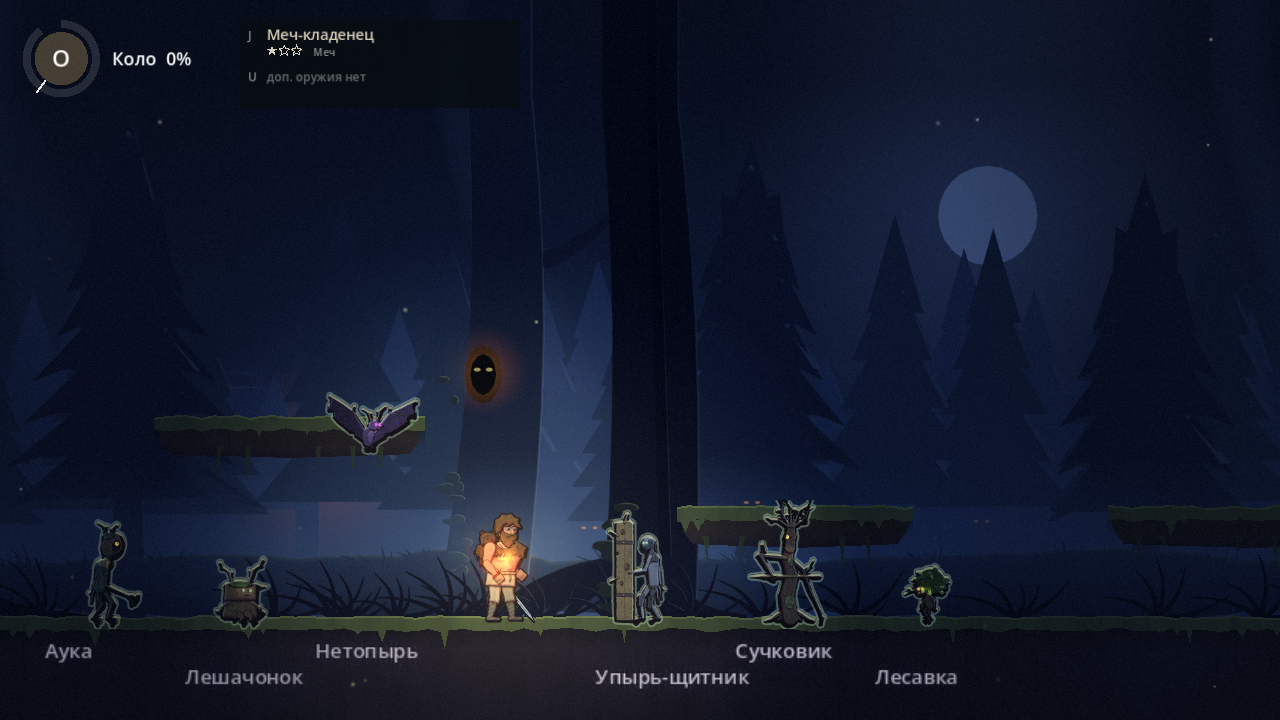 О
Коло 0%
J Меч-кладенец
Меч
U доп. оружия нет
Аука
Лешачонок
Нетопырь
Упырь-щитник
Сучковик
Лесавка